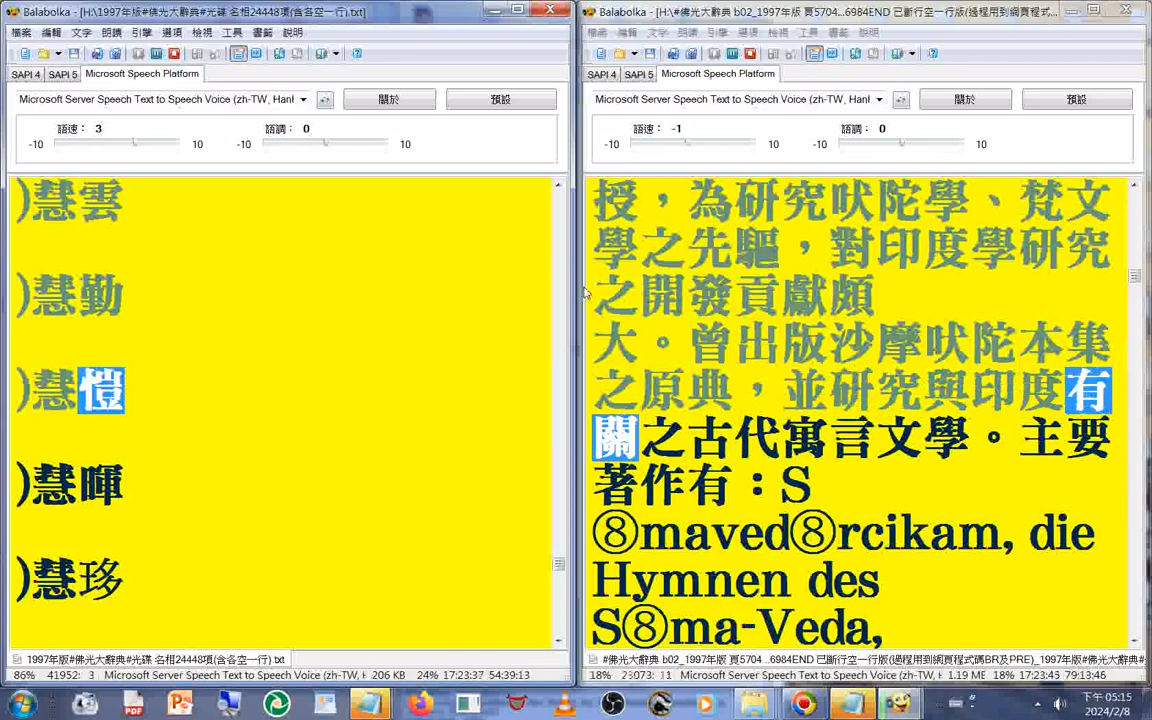 Balabolka - [H:\1997年版#佛光大辭典#光碟 名相24448項(含各空一行).txt]
檔案 編輯 文字 朗讀 引擎 選項 檢視 工具 書籤 說明
SAPI 4 SAPI 5 Microsoft Speech Platform
Microsoft Server Speech Text to Speech Voice (zh-TW, HanH
關於 預設
語速： 3 語調： 0
-10 10 -10 10
)慧雲
)慧勤
)慧愷
)慧暉
)慧珍
1997年版#佛光大辭典#光碟 名相24448項(含各空一行).txt
86% 41952: 3 Microsoft Server Speech Text to Speech Voice (zh-TW, H 206 KB 24% 17:23:37 54:39:13
Balabolka - [H:\#佛光大辭典 b02_1997年版 頁5704...6984END 已斷行空一行版(過程用到網頁程式...
檔案 編輯 文字 朗讀 引擎 選項 檢視 工具 書籤 說明
SAPI 4 SAPI 5 Microsoft Speech Platform
Microsoft Server Speech Text to Speech Voice (zh-TW, HanH
關於 預設
語速： -1 語調： 0
-10 10 -10 10
授，為研究吠陀學、梵文
學之先驅，對印度學研究
之開發貢獻頗
大。曾出版沙摩吠陀本集
之原典，並研究與印度有
關之古代寓言文學。主要
著作有：S
⑧maved⑧rcikam, die
Hymnen des
S⑧ma-Veda,
#佛光大辭典 b02_1997年版 頁5704...6984END 已斷行空一行版(過程用到網頁程式碼BR及PRE)_1997年版#
18% 23073: 11 Microsoft Server Speech Text to Speech Voice (zh-TW, H 1.19 ME 18% 17:23:43 79:13:46
下午 05:15
2024/2/8